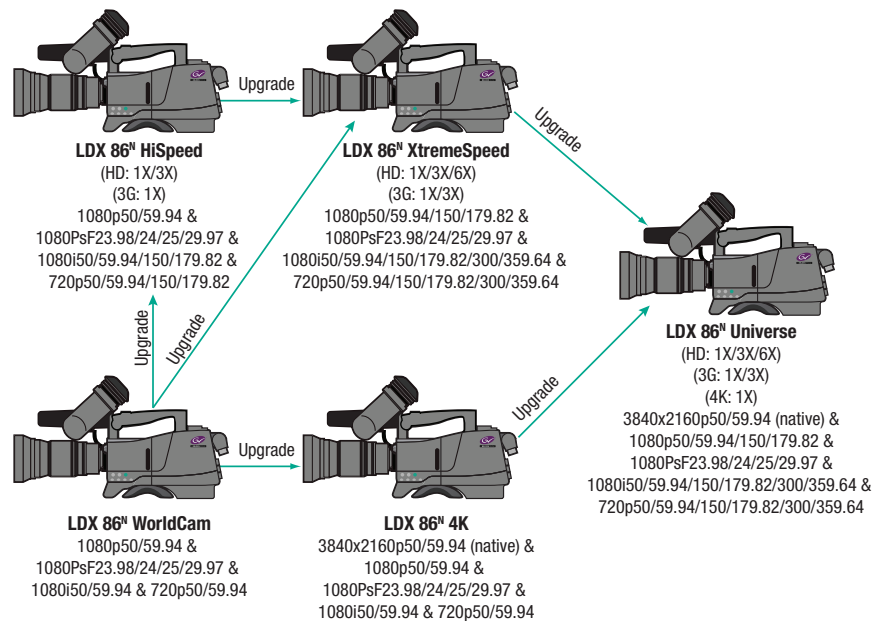 Upgrade
LDX 86ᴺ HiSpeed
(HD: 1X/3X)
(3G: 1X)
1080p50/59.94 &
1080PsF23.98/24/25/29.97 &
1080i50/59.94/150/179.82 &
720p50/59.94/150/179.82
LDX 86ᴺ XtremeSpeed
(HD: 1X/3X/6X)
(3G: 1X/3X)
1080p50/59.94/150/179.82 &
1080PsF23.98/24/25/29.97 &
1080i50/59.94/150/179.82/300/359.64 &
720p50/59.94/150/179.82/300/359.64
Upgrade
Upgrade
Upgrade
LDX 86ᴺ Universe
(HD: 1X/3X/6X)
(3G: 1X/3X)
(4K: 1X)
3840x2160p50/59.94 (native) &
1080p50/59.94/150/179.82 &
1080PsF23.98/24/25/29.97 &
1080i50/59.94/150/179.82/300/359.64 &
720p50/59.94/150/179.82/300/359.64
Upgrade
Upgrade
LDX 86ᴺ WorldCam
1080p50/59.94 &
1080PsF23.98/24/25/29.97 &
1080i50/59.94 & 720p50/59.94
LDX 86ᴺ 4K
3840x2160p50/59.94 (native) &
1080p50/59.94 &
1080PsF23.98/24/25/29.97 &
1080i50/59.94 & 720p50/59.94